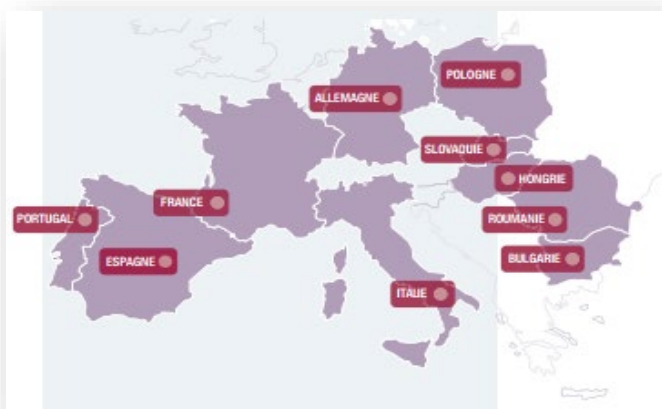 POLOGNE
ALLEMAGNE
SLOVAQUIE
HONGRIE
FRANCE
PORTUGAL
ROUMANIE
ESPAGNE
BULGARIE
ITALIE